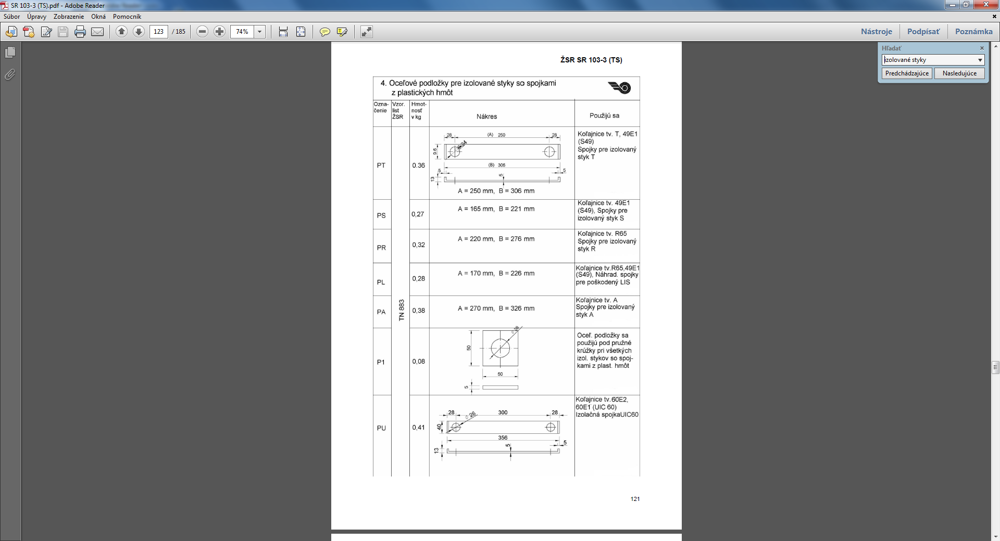 SR 103-3 (TS).pdf - Adobe Reader
Súbor Úpravy Zobrazenie Okná Pomocník
123 / 185 74% Nástroje Podpísať Poznámka
Hľadať
izolované styky
Predchádzajúce Nasledujúce
ŽSR SR 103-3 (TS)
4. Oceľové podložky pre izolované styky so spojkami
z plastických hmôt
Ozna-
čenie
Vzor.
list
ŽSR
Hmot-
nosť
v kg
Nákres
Použijú sa
PT
TN 883
0.36
28 (A) 250 28
9.6
(B) 306
5 5
13
5
A = 250 mm, B = 306 mm
Koľajnice tv. T, 49E1
(S49)
Spojky pre izolovaný
styk T
PS
0,27
A = 165 mm, B = 221 mm
Koľajnice tv. 49E1
(S49), Spojky pre
izolovaný styk S
PR
0,32
A = 220 mm, B = 276 mm
Koľajnice tv. R65
Spojky pre izolovaný
styk R
PL
0,28
A = 170 mm, B = 226 mm
Koľajnice tv.R65,49E1
(S49), Náhrad. spojky
pre poškodený LIS
PA
0,38
A = 270 mm, B = 326 mm
Koľajnice tv. A
Spojky pre izolovaný
styk A
P1
0,08
50
50
5
Oceľ. podložky sa
použijú pod pružné
krúžky pri všetkých
izol. stykov so spoj-
kami z plast. hmôt
PU
0,41
28 ∅ 26 300 28
40
356
5
5
13
Koľajnice tv.60E2,
60E1 (UIC 60)
Izolačná spojkaUIC60
121